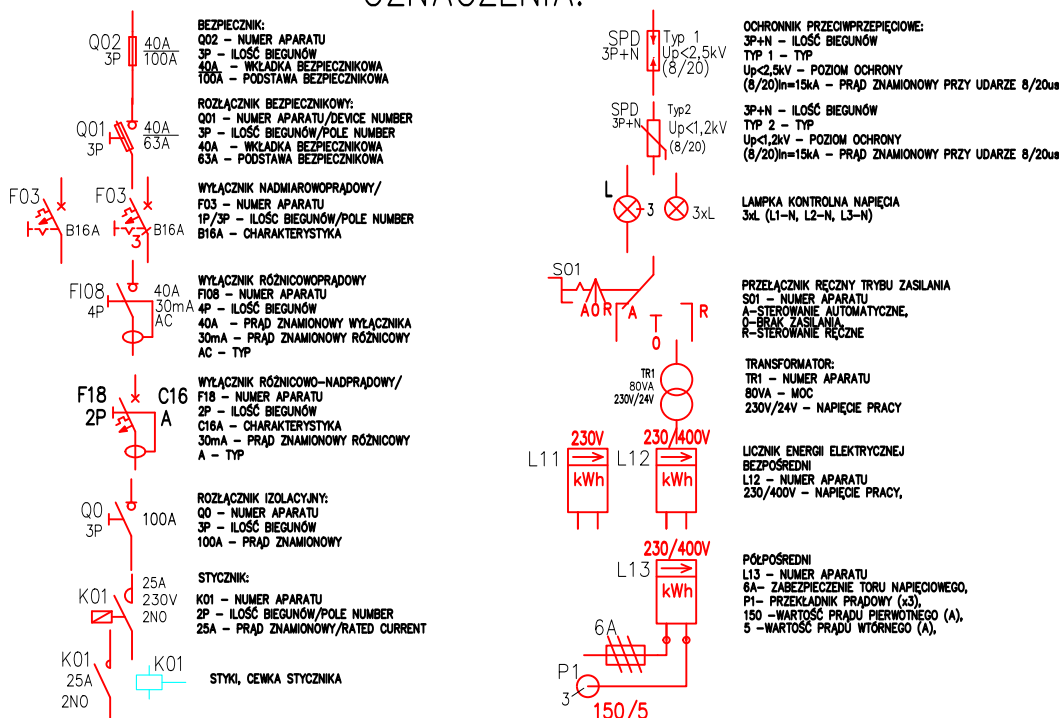 OZNACZENIA:
Q02
3P
40A
100A
BEZPIECZNIK:
Q02 – NUMER APARATU
3P – ILOŚĆ BIEGUNÓW
40A – WKŁADKA BEZPIECZNIKOWA
100A – PODSTAWA BEZPIECZNIKOWA
Q01
3P
40A
63A
ROZŁĄCZNIK BEZPIECZNIKOWY:
Q01 – NUMER APARATU/DEVICE NUMBER
3P – ILOŚĆ BIEGUNÓW/POLE NUMBER
40A – WKŁADKA BEZPIECZNIKOWA
63A – PODSTAWA BEZPIECZNIKOWA
F03
B16A
F03
3
B16A
WYŁĄCZNIK NADMIAROWOPRĄDOWY/
F03 – NUMER APARATU
1P/3P – ILOŚĆ BIEGUNÓW/POLE NUMBER
B16A – CHARAKTERYSTYKA
FI08
4P
40A
30mA
AC
WYŁĄCZNIK RÓŻNICOWOPRĄDOWY
FI08 – NUMER APARATU
4P – ILOŚĆ BIEGUNÓW
40A – PRĄD ZNAMIONOWY WYŁĄCZNIKA
30mA – PRĄD ZNAMIONOWY RÓŻNICOWY
AC – TYP
F18
2P
C16
A
WYŁĄCZNIK RÓŻNICOWO–NADPRĄDOWY/
F18 – NUMER APARATU
2P – ILOŚĆ BIEGUNÓW
C16A – CHARAKTERYSTYKA
30mA – PRĄD ZNAMIONOWY RÓŻNICOWY
A – TYP
Q0
3P
100A
ROZŁĄCZNIK IZOLACYJNY:
Q0 – NUMER APARATU
3P – ILOŚĆ BIEGUNÓW
100A – PRĄD ZNAMIONOWY
K01
25A
230V
2NO
STYCZNIK:
K01 – NUMER APARATU
2P – ILOŚĆ BIEGUNÓW/POLE NUMBER
25A – PRĄD ZNAMIONOWY/RATED CURRENT
K01
25A
2NO
K01
STYKI, CEWKA STYCZNIKA
SPD
3P+N
Typ 1
Up<2,5kV
(8/20)
OCHRONNIK PRZECIWPRZEPIĘCIOWE:
3P+N – ILOŚĆ BIEGUNÓW
TYP 1 – TYP
Up<2,5kV – POZIOM OCHRONY
(8/20)In=15kA – PRĄD ZNAMIONOWY PRZY UDARZE 8/20us
SPD
3P+N
Typ2
Up<1,2kV
(8/20)
3P+N – ILOŚĆ BIEGUNÓW
TYP 2 – TYP
Up<1,2kV – POZIOM OCHRONY
(8/20)In=15kA – PRĄD ZNAMIONOWY PRZY UDARZE 8/20us
L
3
3xL
LAMPKA KONTROLNA NAPIĘCIA
3xL (L1–N, L2–N, L3–N)
S01
A0R
A
0
R
PRZEŁĄCZNIK RĘCZNY TRYBU ZASILANIA
S01 – NUMER APARATU
A–STEROWANIE AUTOMATYCZNE,
O–BRAK ZASILANIA,
R–STEROWANIE RĘCZNE
TR1
80VA
230V/24V
TRANSFORMATOR:
TR1 – NUMER APARATU
80VA – MOC
230V/24V – NAPIĘCIE PRACY
L11
230V
kWh
L12
230/400V
kWh
LICZNIK ENERGII ELEKTRYCZNEJ
BEZPOŚREDNI
L12 – NUMER APARATU
230/400V – NAPIĘCIE PRACY,
230/400V
L13
kWh
6A
P1
3
150/5
PÓŁPOŚREDNI
L13 – NUMER APARATU
6A– ZABEZPIECZENIE TORU NAPIĘCIOWEGO,
P1– PRZEKŁADNIK PRĄDOWY (x3),
150 –WARTOŚĆ PRĄDU PIERWOTNEGO (A),
5 –WARTOŚĆ PRĄDU WTÓRNEGO (A),